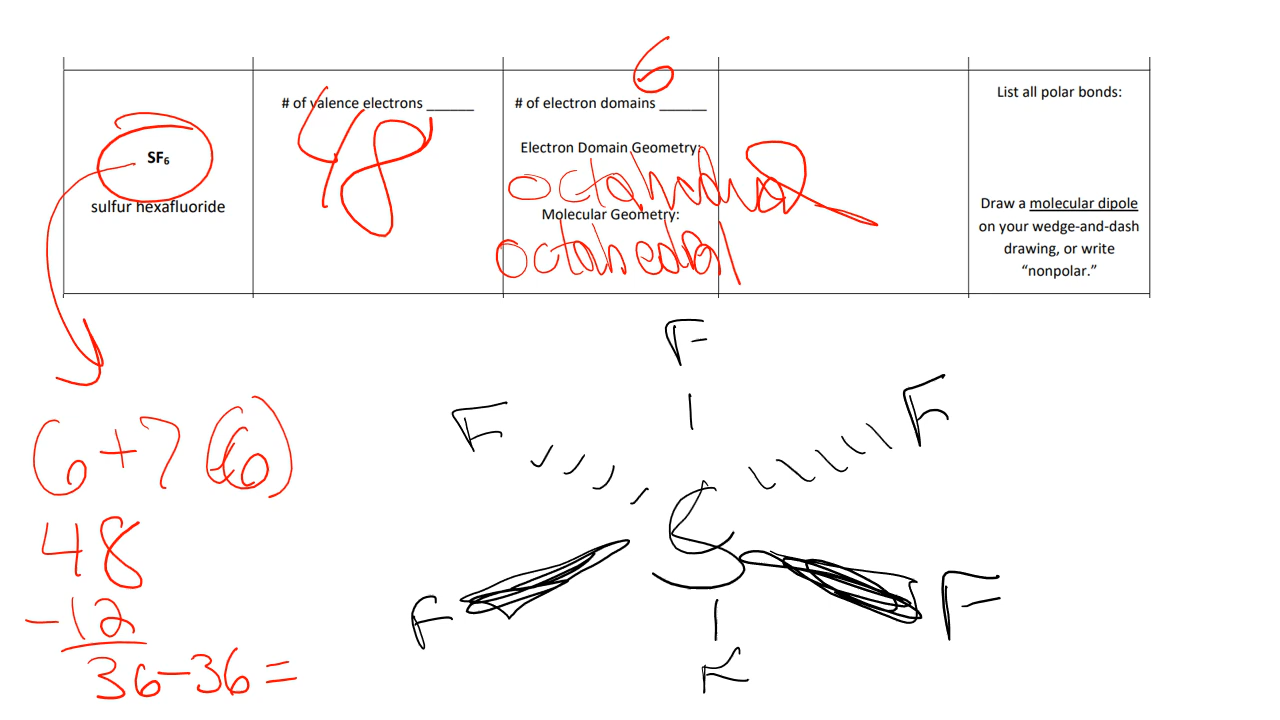 SF₆
sulfur hexafluoride
# of valence electrons ______
48
6
# of electron domains ______
Electron Domain Geometry:
Molecular Geometry:
octahedral
List all polar bonds:
Draw a molecular dipole
on your wedge-and-dash
drawing, or write
“nonpolar.”
6+7(6)
48
-12
36-36=
F
F
F
S
F
F